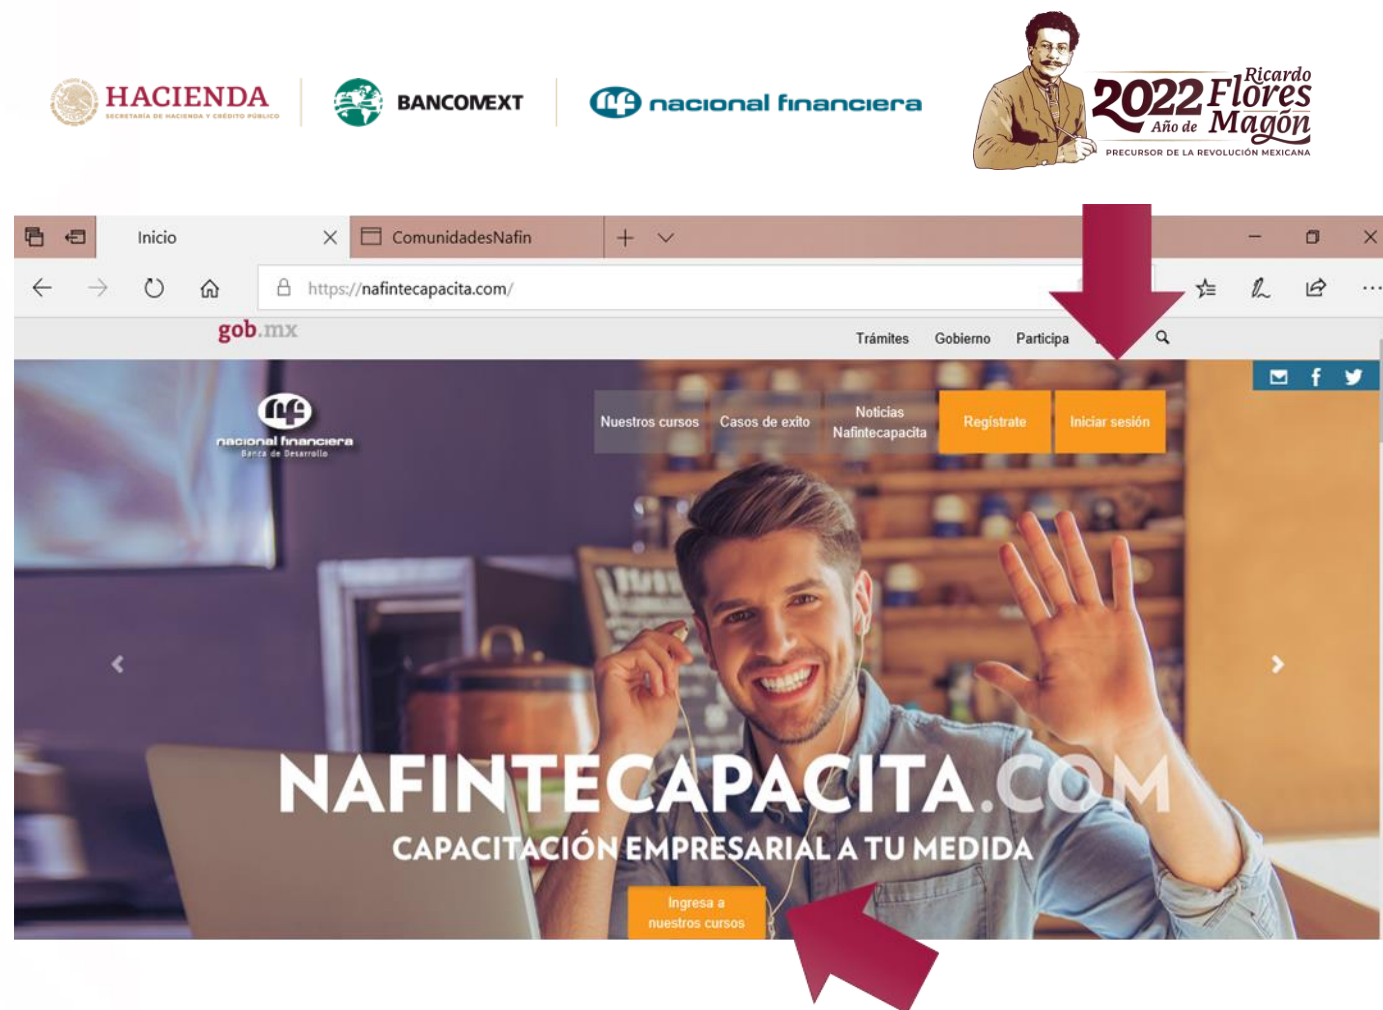 HACIENDA
SECRETARÍA DE HACIENDA Y CRÉDITO PÚBLICO
BANCOMEXT
nacional financiera
2022 Ricardo
Flores
Año de Magón
PRECURSOR DE LA REVOLUCIÓN MEXICANA
Inicio
ComunidadesNafin
https://nafintecapacita.com/
gob.mx
Trámites
Gobierno
Participa
nacional financiera
Banca de Desarrollo
Nuestros cursos
Casos de exito
Noticias
Nafintecapacita
Regístrate
Iniciar sesión
NAFINTECAPACITA.COM
CAPACITACIÓN EMPRESARIAL A TU MEDIDA
Ingresa a
nuestros cursos